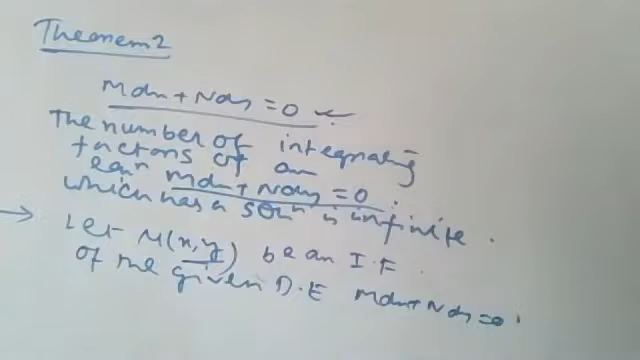 Theorem 2
Mdx + Ndy = 0
The number of integrating
factors of an
eqn Mdx + Ndy = 0
which has a soln is infinite.
→ Let μ(x,y) be an I.F.
of the given D.E Mdx + Ndy = 0.